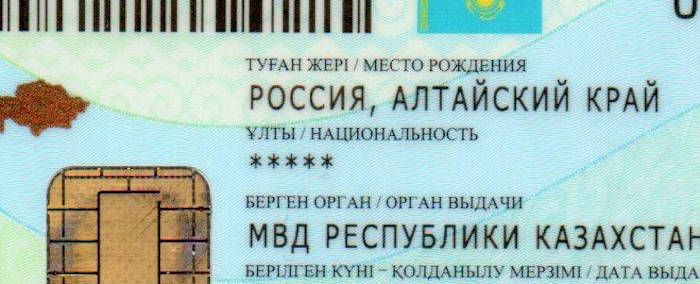 ТУҒАН ЖЕРІ / МЕСТО РОЖДЕНИЯ
РОССИЯ, АЛТАЙСКИЙ КРАЙ
ҰЛТЫ / НАЦИОНАЛЬНОСТЬ
*****
БЕРГЕН ОРГАН / ОРГАН ВЫДАЧИ
МВД РЕСПУБЛИКИ КАЗАХСТАН
БЕРІЛГЕН КҮНІ – ҚОЛДАНЫЛУ МЕРЗІМІ / ДАТА ВЫДА